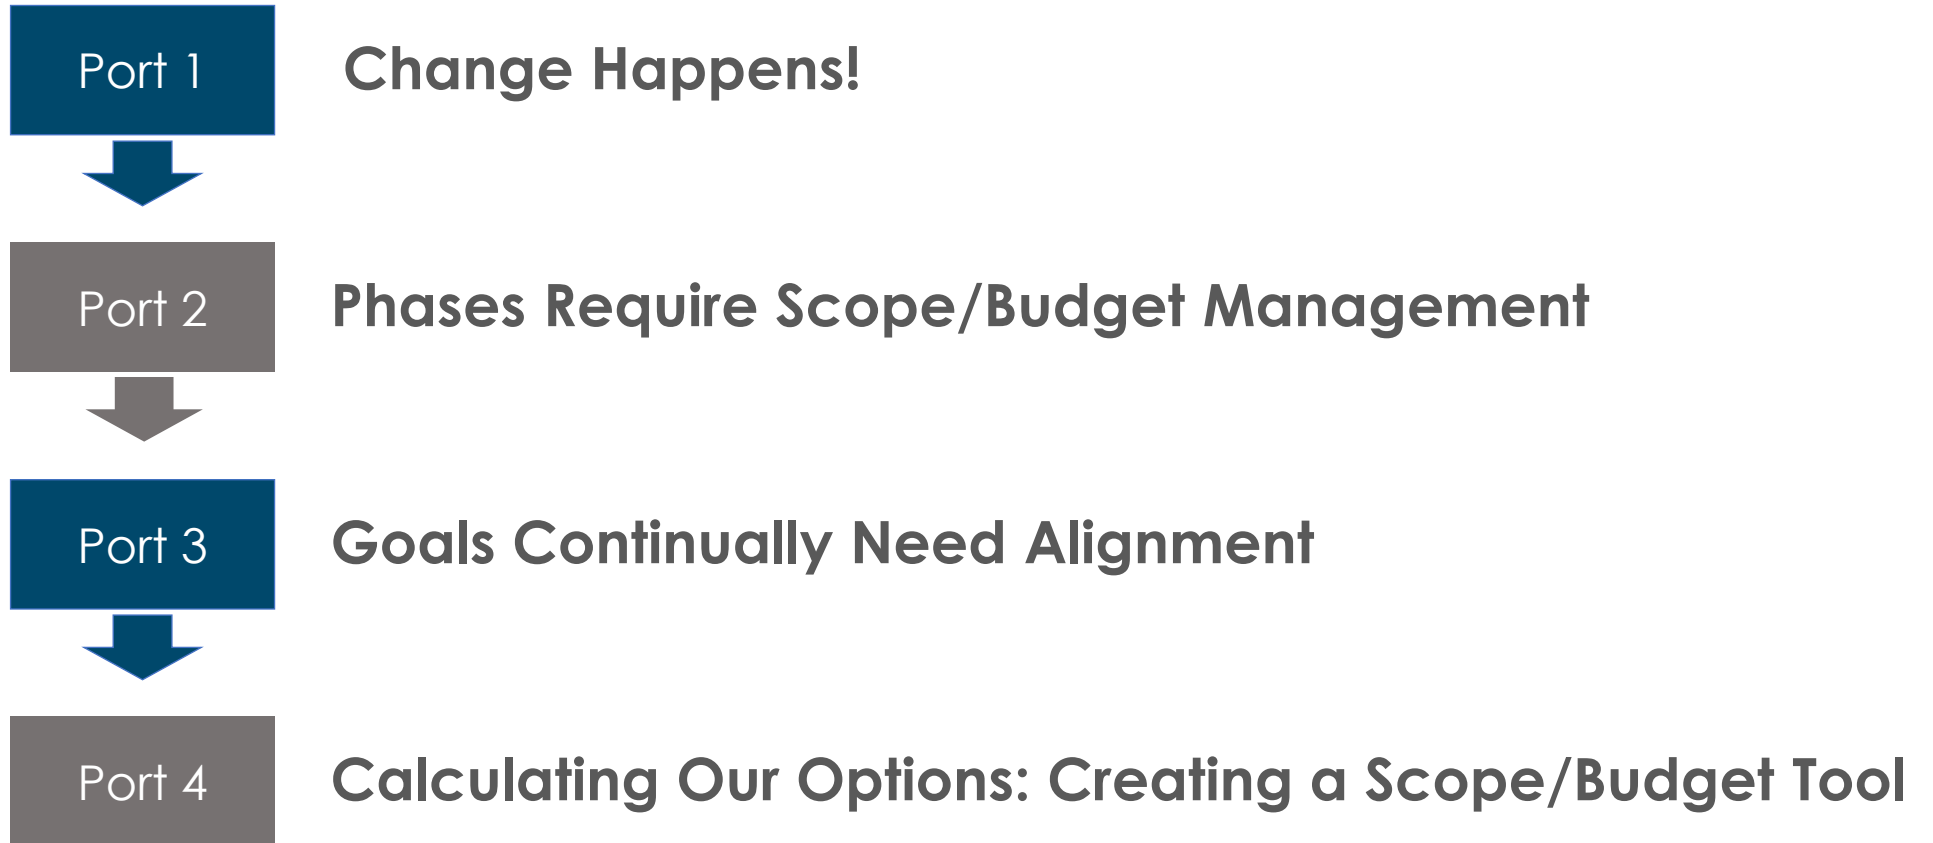 Port 1
Change Happens!
Port 2
Phases Require Scope/Budget Management
Port 3
Goals Continually Need Alignment
Port 4
Calculating Our Options: Creating a Scope/Budget Tool